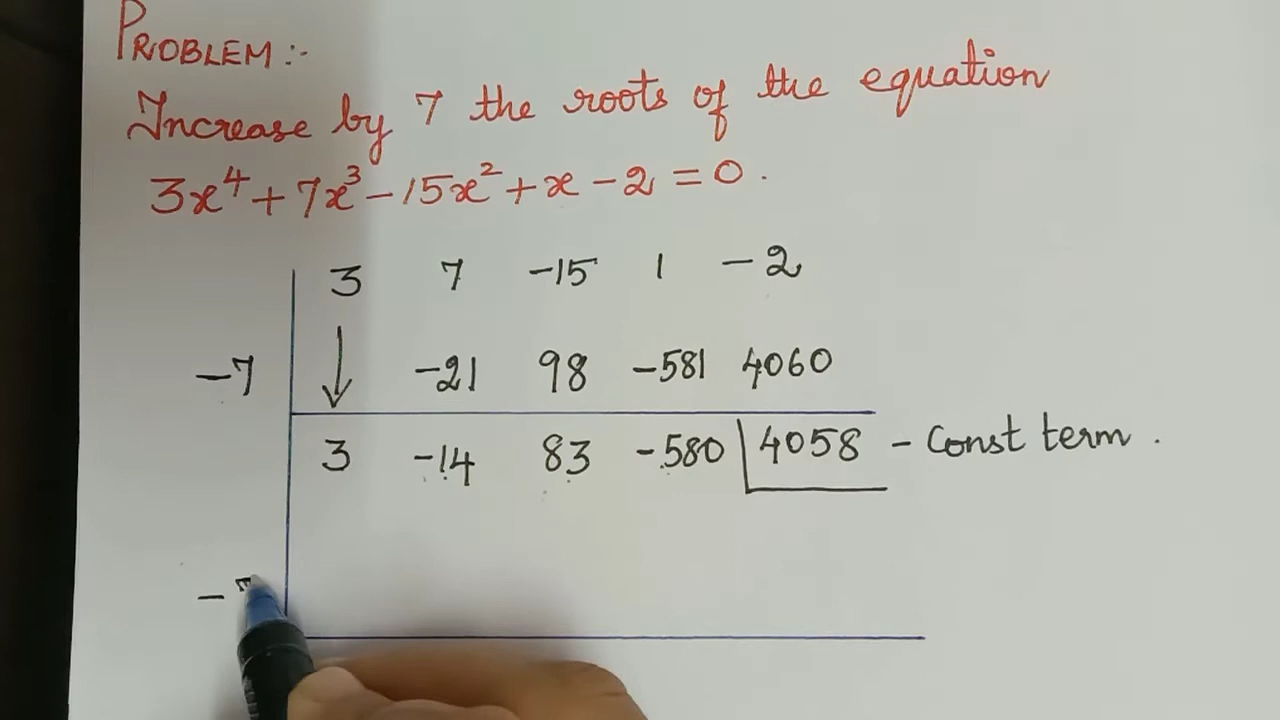 PROBLEM :-
Increase by 7 the roots of the equation
3x⁴ + 7x³ - 15x² + x - 2 = 0.
3 7 -15 1 -2
-7 -21 98 -581 4060
3 -14 83 -580 4058 - Const term.
-7